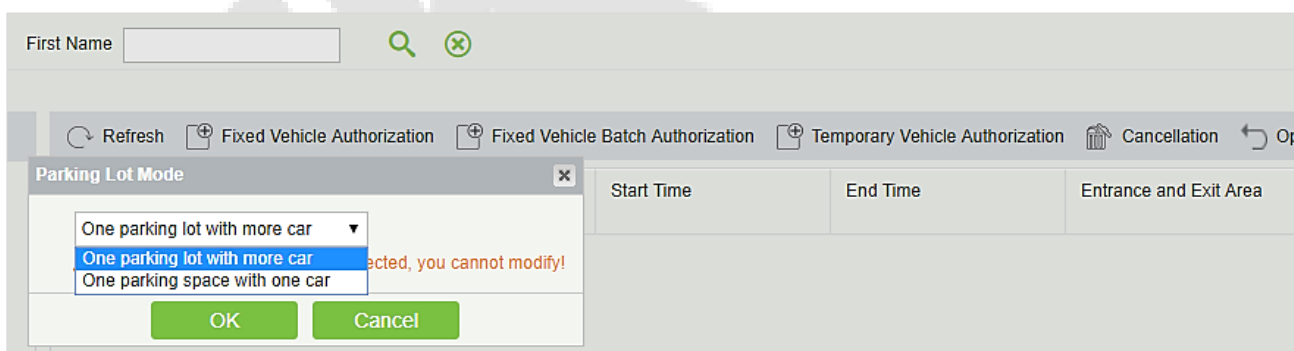 First Name
Refresh Fixed Vehicle Authorization Fixed Vehicle Batch Authorization Temporary Vehicle Authorization Cancellation
Parking Lot Mode
Start Time End Time Entrance and Exit Area
One parking lot with more car
One parking lot with more car
you cannot modify!
One parking space with one car
OK Cancel